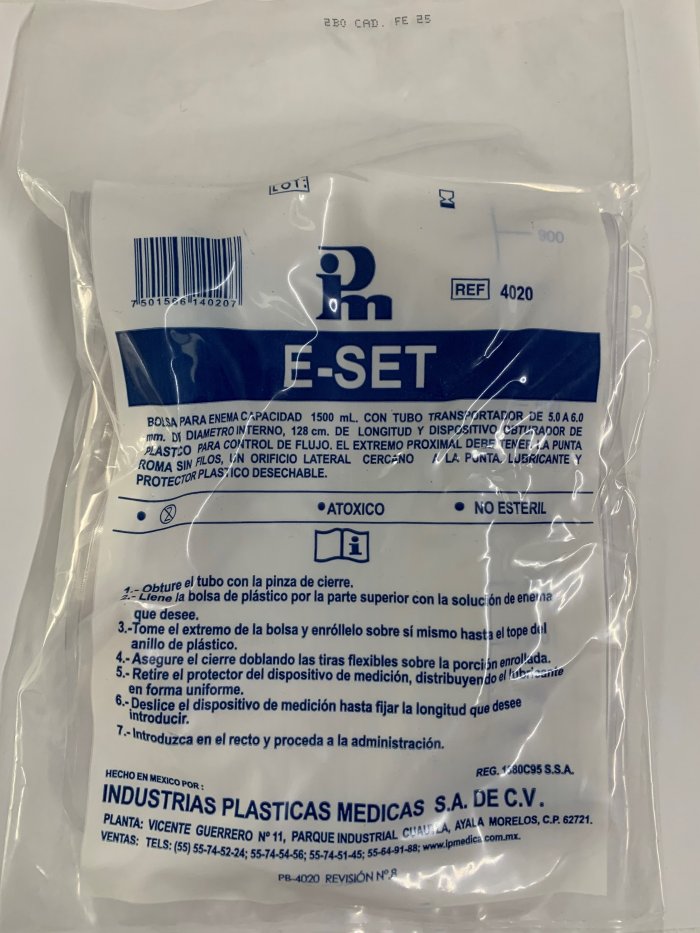 2B0 CAD. FE 25
LOT:
900
7 501566 140207
ipm
REF 4020
E-SET
BOLSA PARA ENEMA CAPACIDAD 1500 mL. CON TUBO TRANSPORTADOR DE 5.0 A 6.0
mm. DI DIAMETRO INTERNO, 128 cm. DE LONGITUD Y DISPOSITIVO OBTURADOR DE
PLASTCO PARA CONTROL DE FLUJO. EL EXTREMO PROXIMAL DEBE TENER LA PUNTA
ROMA SIN FILOS, UN ORIFICIO LATERAL CERCANO A LA PUNTA, LUBRICANTE Y
PROTECTOR PLASTICO DESECHABLE.
• 2 • ATOXICO • NO ESTERIL
i
1.- Obture el tubo con la pinza de cierre.
2.- Llene la bolsa de plástico por la parte superior con la solución de enema
que desee.
3.-Tome el extremo de la bolsa y enróllelo sobre sí mismo hasta el tope del
anillo de plástico.
4.- Asegure el cierre doblando las tiras flexibles sobre la porción enrollada.
5.- Retire el protector del dispositivo de medición, distribuyendo el lubricante
en forma uniforme.
6.- Deslice el dispositivo de medición hasta fijar la longitud que desee
introducir.
7.- Introduzca en el recto y proceda a la administración.
REG. 1580C95 S.S.A.
HECHO EN MEXICO POR :
INDUSTRIAS PLASTICAS MEDICAS S.A. DE C.V.
PLANTA: VICENTE GUERRERO Nº 11, PARQUE INDUSTRIAL CUAUTLA, AYALA MORELOS, C.P. 62721.
VENTAS: TELS: (55) 55-74-52-24; 55-74-54-56; 55-74-51-45; 55-64-91-88; www.ipmedica.com.mx.
PB-4020 REVISIÓN Nº 8